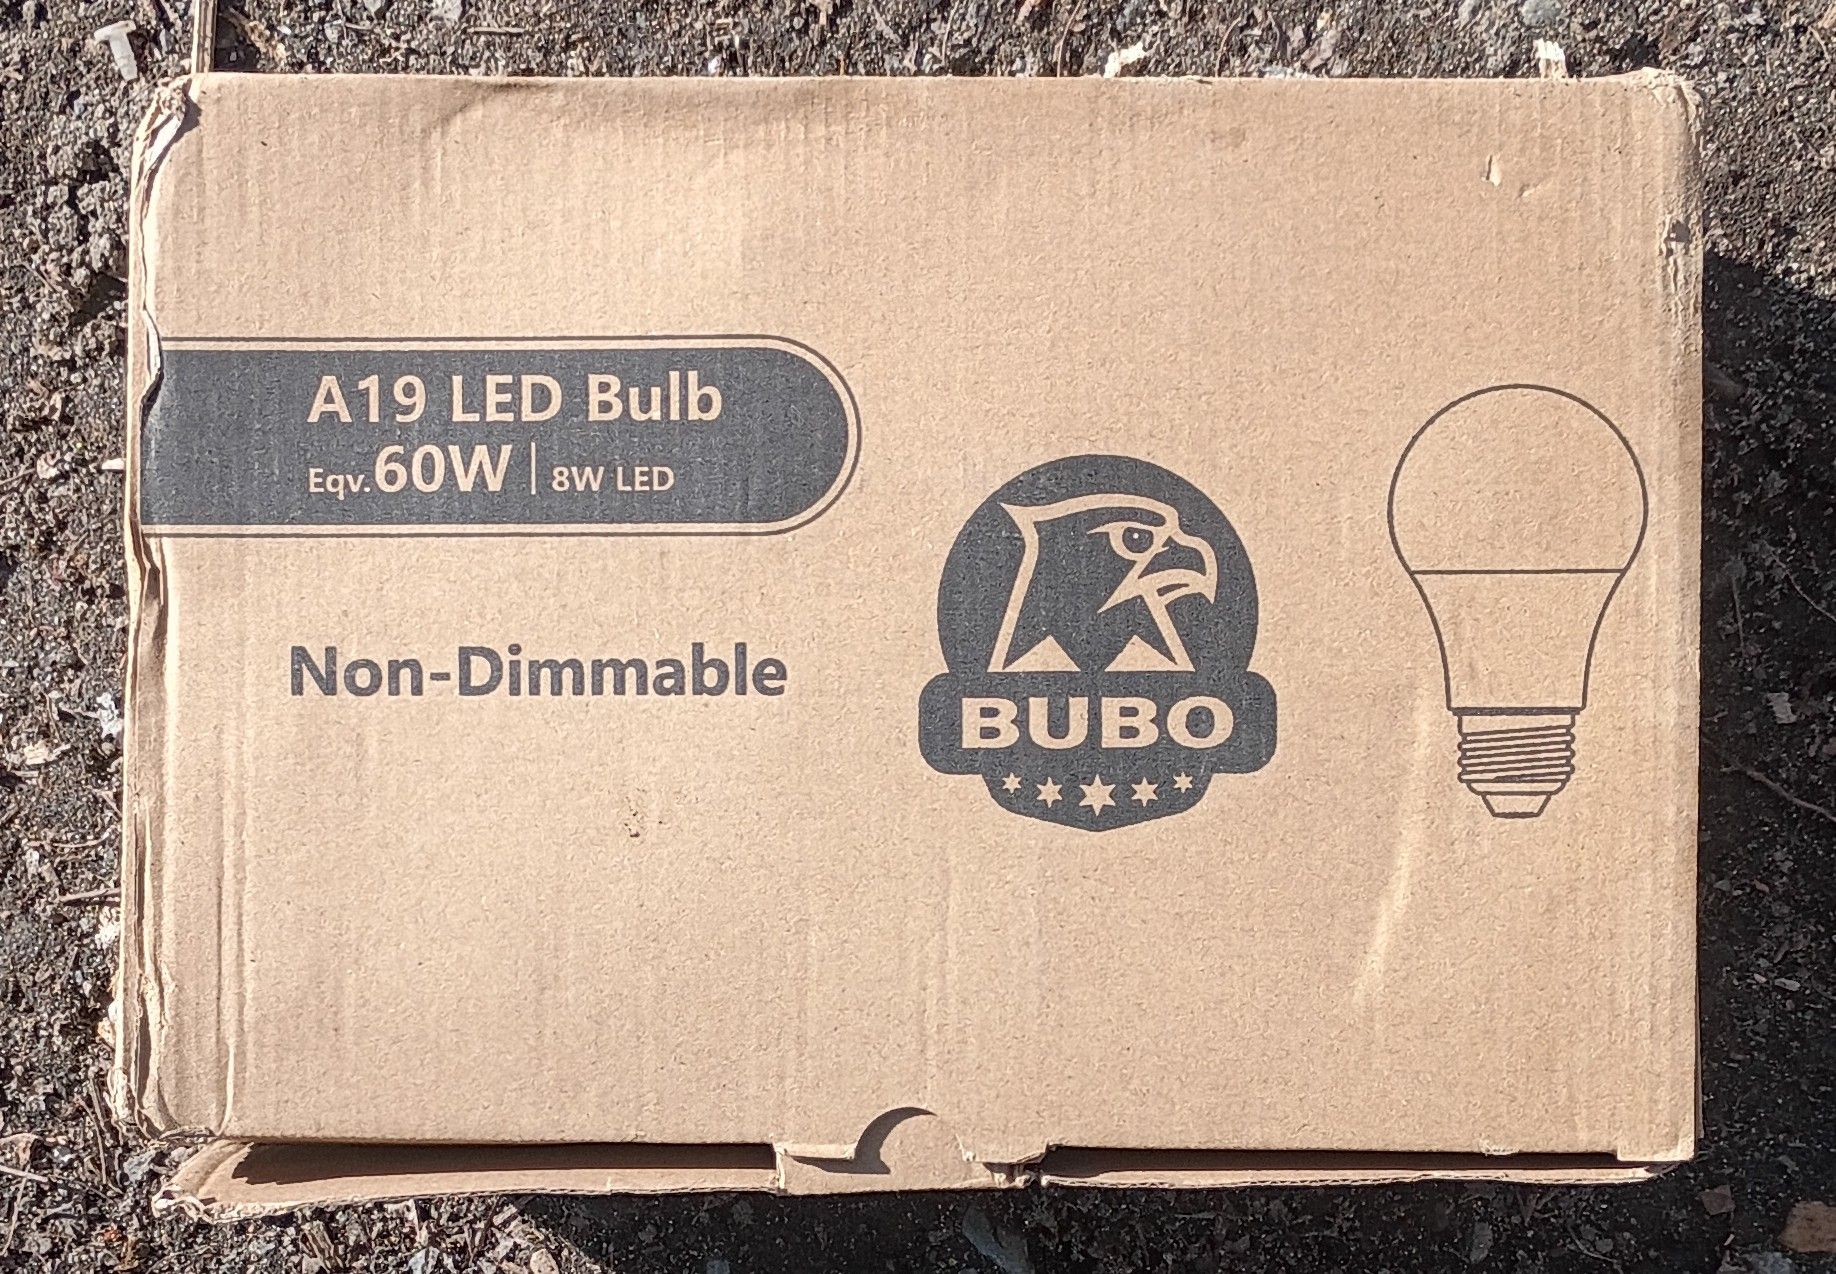 A19 LED Bulb
Eqv.60W | 8W LED
Non-Dimmable
BUBO